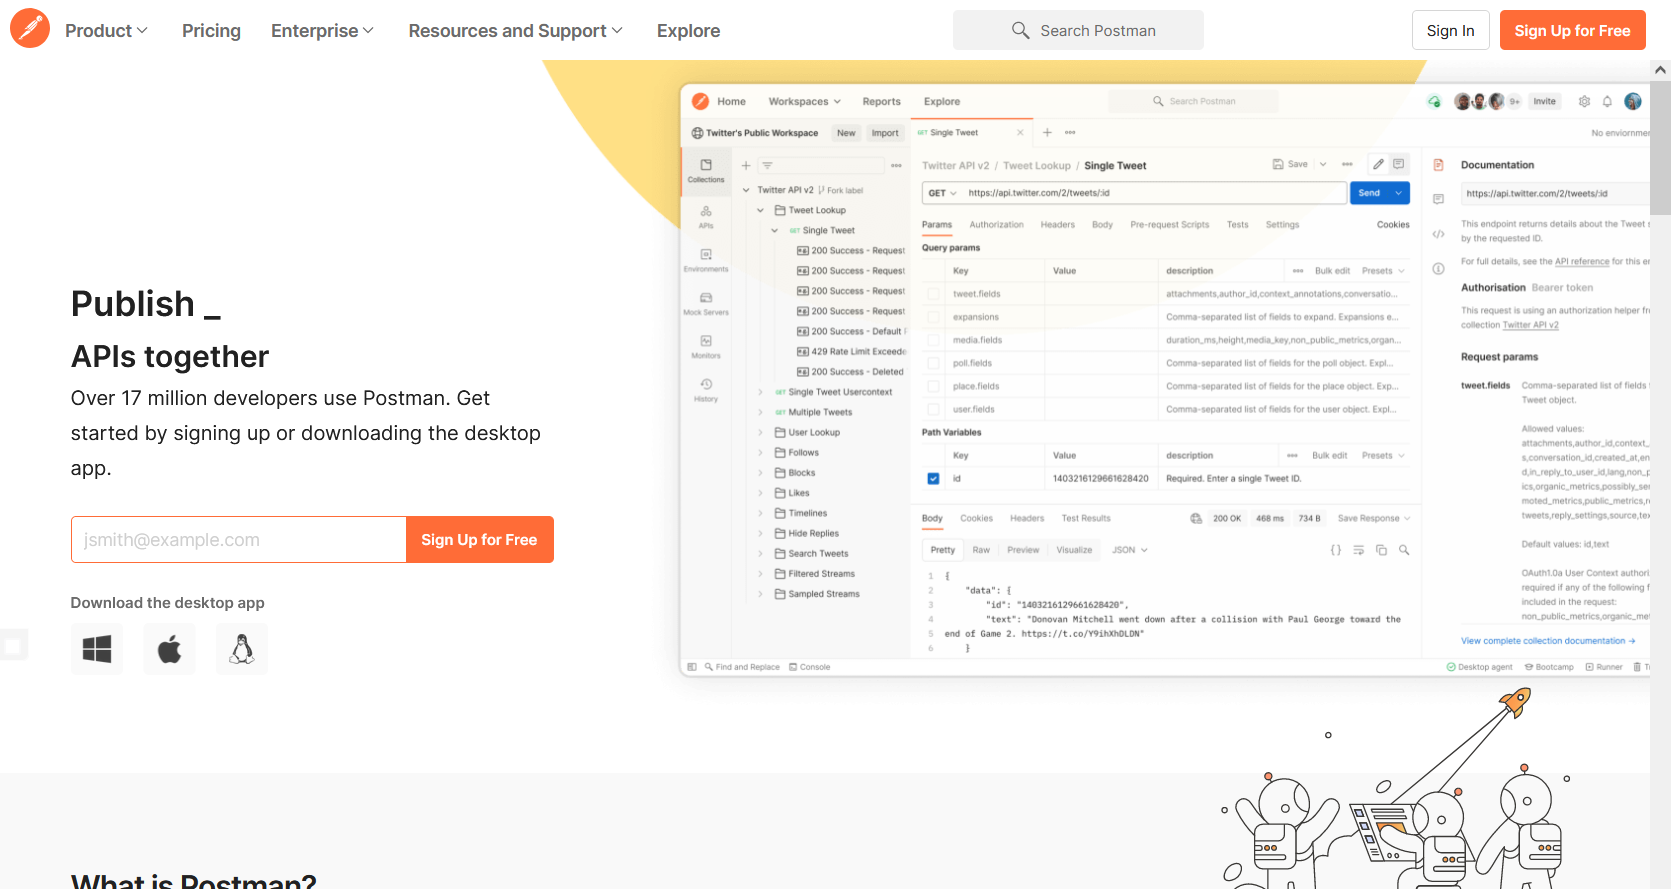 Product
Pricing
Enterprise
Resources and Support
Explore
Search Postman
Sign In
Sign Up for Free
Publish _
APIs together
Over 17 million developers use Postman. Get
started by signing up or downloading the desktop
app.
jsmith@example.com
Sign Up for Free
Download the desktop app
Home
Workspaces
Reports
Explore
Search Postman
9+
Invite
Twitter's Public Workspace
New
Import
GET Single Tweet
No enviornme
Collections
APIs
Environments
Mock Servers
Monitors
History
Twitter API v2
Fork label
Tweet Lookup
GET Single Tweet
200 Success - Request
200 Success - Request
200 Success - Request
200 Success - Request
200 Success - Default
429 Rate Limit Exceede
200 Success - Deleted
GET Single Tweet Usercontext
GET Multiple Tweets
User Lookup
Follows
Blocks
Likes
Timelines
Hide Replies
Search Tweets
Filtered Streams
Sampled Streams
Twitter API v2 / Tweet Lookup / Single Tweet
Save
GET
https://api.twitter.com/2/tweets/:id
Send
Params
Authorization
Headers
Body
Pre-request Scripts
Tests
Settings
Cookies
Query params
Key
Value
description
Bulk edit
Presets
tweet.fields
attachments,author_id,context_annotations,conversatio...
expansions
Comma-separated list of fields to expand. Expansions e...
media.fields
duration_ms,height,media_key,non_public_metrics,organ...
poll.fields
Comma-separated list of fields for the poll object. Expl...
place.fields
Comma-separated list of fields for the place object. Exp...
user.fields
Comma-separated list of fields for the user object. Expl...
Path Variables
Key
Value
description
Bulk edit
Presets
id
1403216129661628420
Required. Enter a single Tweet ID.
Body
Cookies
Headers
Test Results
200 OK
468 ms
734 B
Save Response
Pretty
Raw
Preview
Visualize
JSON
1 {
2 "data": {
3 "id": "1403216129661628420",
4 "text": "Donovan Mitchell went down after a collision with Paul George toward the
5 end of Game 2. https://t.co/Y9ihXhDLDN"
6 }
Documentation
https://api.twitter.com/2/tweets/:id
This endpoint returns details about the Tweet
by the requested ID.
For full details, see the API reference for this e
Authorisation Bearer token
This request is using an authorization helper fr
collection Twitter API v2
Request params
tweet.fields
Comma-separated list of fields
Tweet object.
Allowed values:
attachments,author_id,context_
s,conversation_id,created_at,en
d,in_reply_to_user_id,lang,non_p
ics,organic_metrics,possibly_se
moted_metrics,public_metrics,r
tweets,reply_settings,source,te
Default values: id,text
OAuth1.0a User Context authori
required if any of the following f
included in the request:
non_public_metrics,organic_me
View complete collection documentation →
Find and Replace
Console
Desktop agent
Bootcamp
Runner
What is Postman?